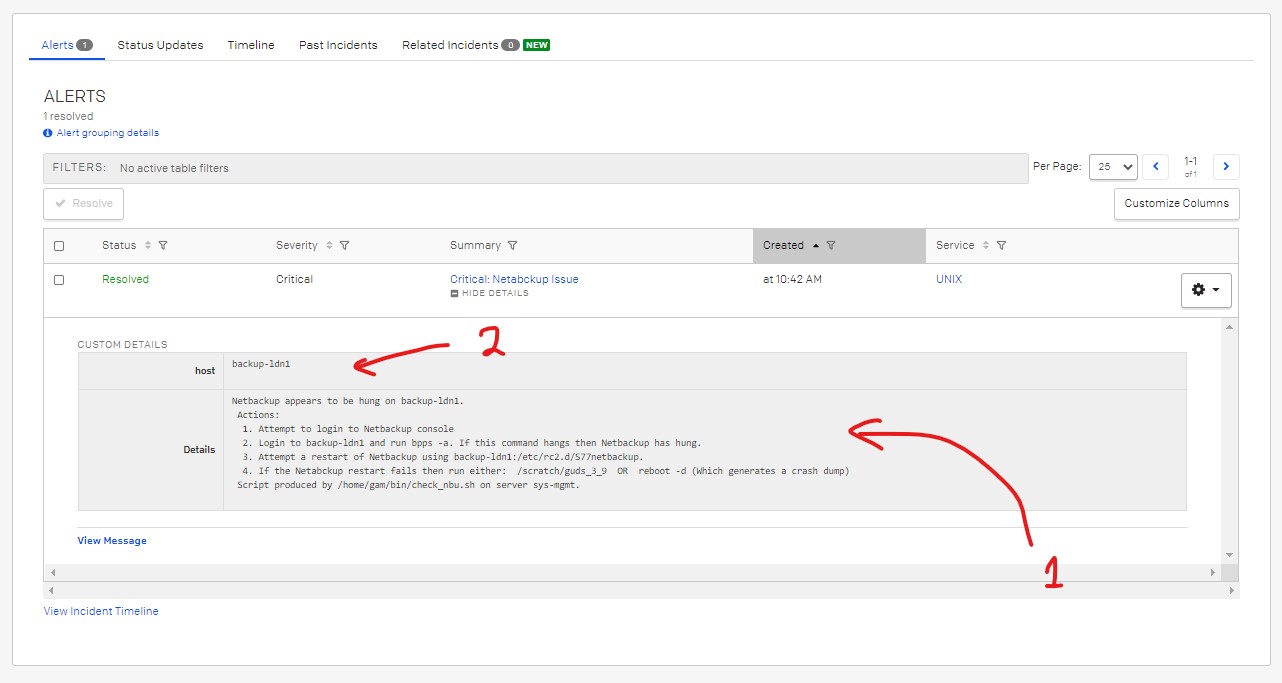 Alerts 1 Status Updates Timeline Past Incidents Related Incidents 0 NEW
ALERTS
1 resolved
Alert grouping details
FILTERS: No active table filters Per Page: 25 1-1
of 1
Resolve Customize Columns
Status Severity Summary Created Service
Resolved Critical Critical: Netabckup Issue at 10:42 AM UNIX
HIDE DETAILS
2
CUSTOM DETAILS
host backup-ldn1
Details
Netbackup appears to be hung on backup-ldn1.
Actions:
1. Attempt to login to Netbackup console
2. Login to backup-ldn1 and run bpps -a. If this command hangs then Netbackup has hung.
3. Attempt a restart of Netbackup using backup-ldn1:/etc/rc2.d/S77netbackup.
4. If the Netabckup restart fails then run either: /scratch/guds_3_9 OR reboot -d (Which generates a crash dump)
Script produced by /home/gam/bin/check_nbu.sh on server sys-mgmt.
View Message
1
View Incident Timeline